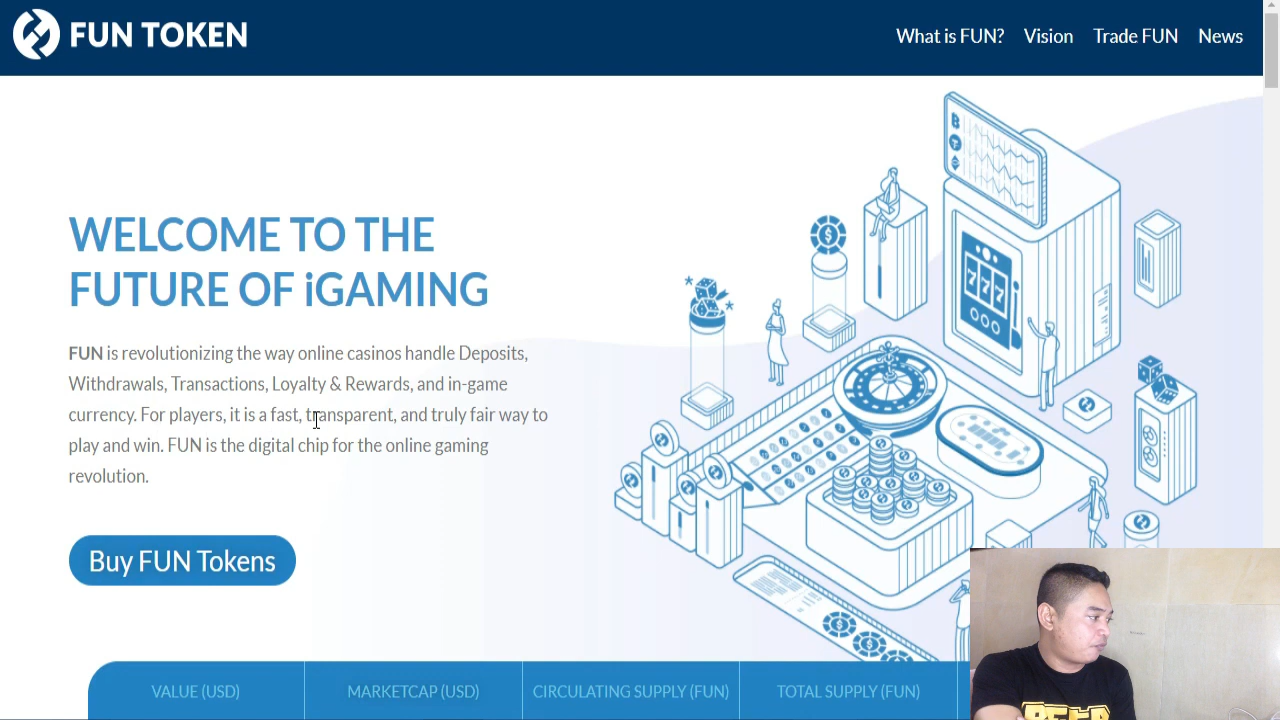 FUN TOKEN
What is FUN? Vision Trade FUN News
WELCOME TO THE
FUTURE OF iGAMING
FUN is revolutionizing the way online casinos handle Deposits,
Withdrawals, Transactions, Loyalty & Rewards, and in-game
currency. For players, it is a fast, transparent, and truly fair way to
play and win. FUN is the digital chip for the online gaming
revolution.
Buy FUN Tokens
777
VALUE (USD) MARKETCAP (USD) CIRCULATING SUPPLY (FUN) TOTAL SUPPLY (FUN)